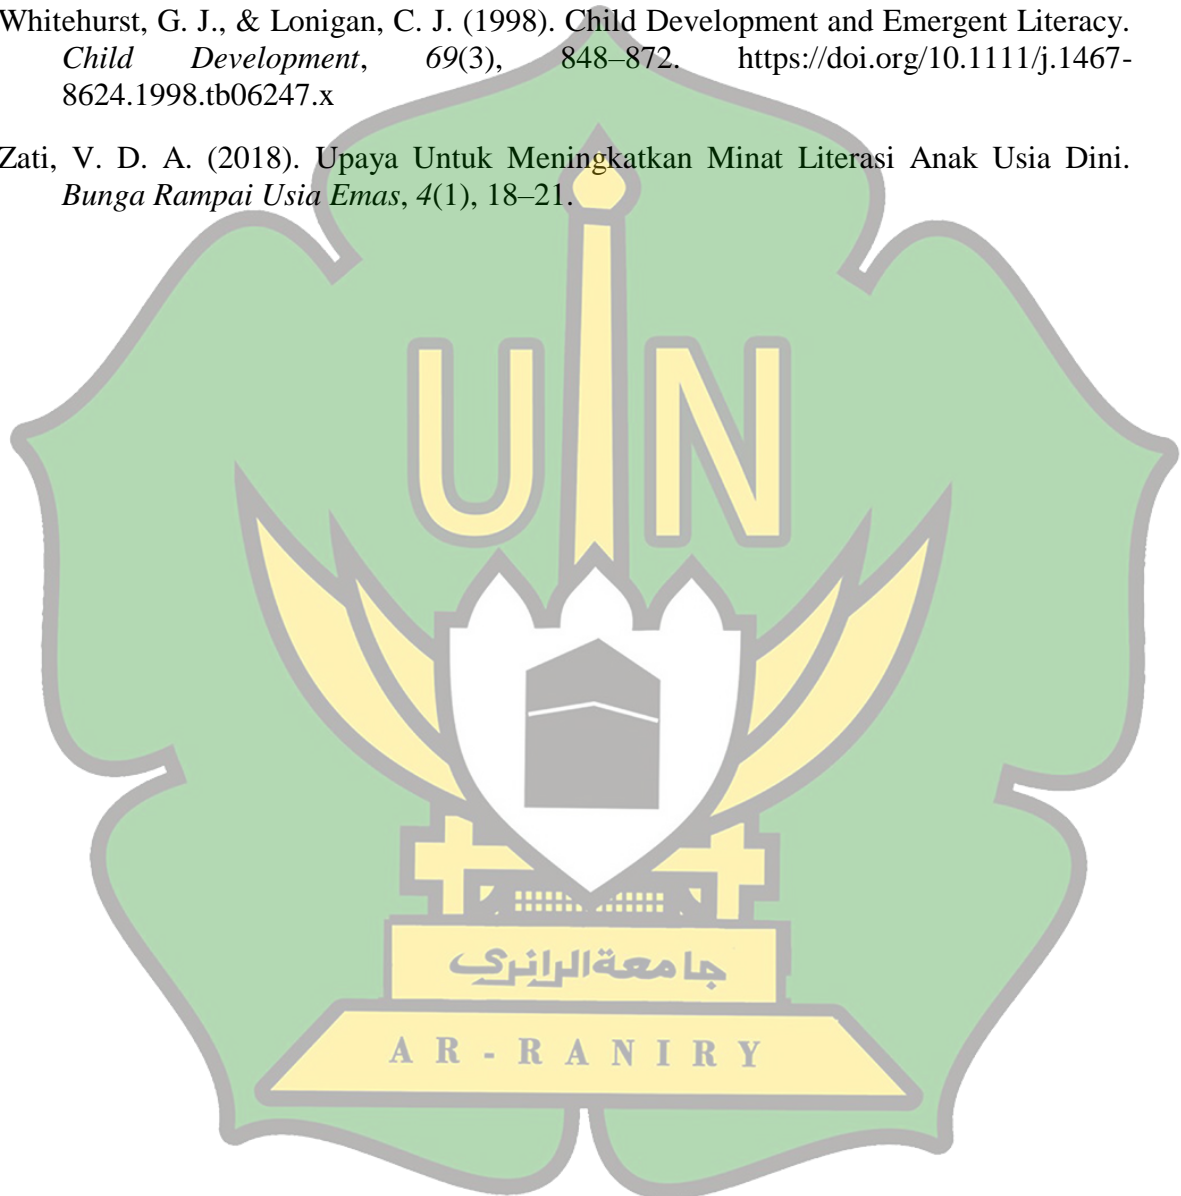 Whitehurst, G. J., & Lonigan, C. J. (1998). Child Development and Emergent Literacy.
Child Development, 69(3), 848–872. https://doi.org/10.1111/j.1467-
8624.1998.tb06247.x
Zati, V. D. A. (2018). Upaya Untuk Meningkatkan Minat Literasi Anak Usia Dini.
Bunga Rampai Usia Emas, 4(1), 18–21.
UIN
جامعة الرانري
AR-RANIRY